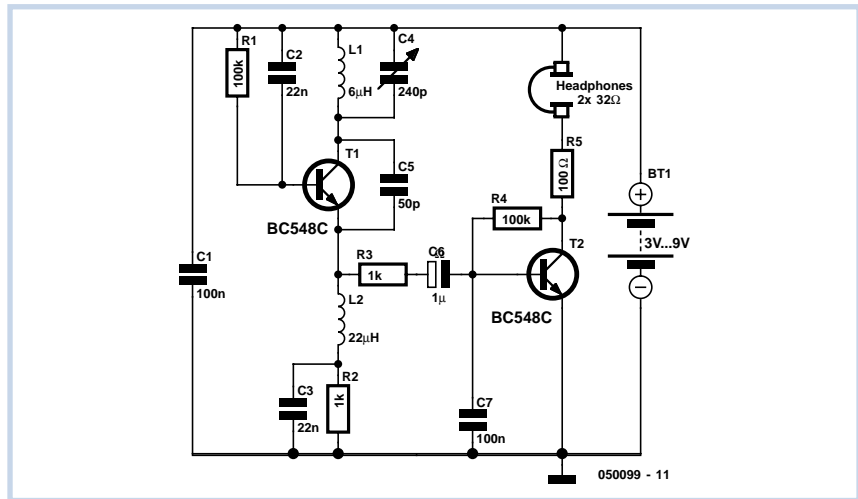 R1
100k
C2
22n
L1
6µH
C4
240p
Headphones
2x 32Ω
R5
100 Ω
BT1
T1
C5
50p
BC548C
R4
100k
T2
3V...9V
C1
100n
R3
1k
C6
Ω
1µ
BC548C
L2
22µH
R2
1k
C3
22n
C7
100n
050099 - 11